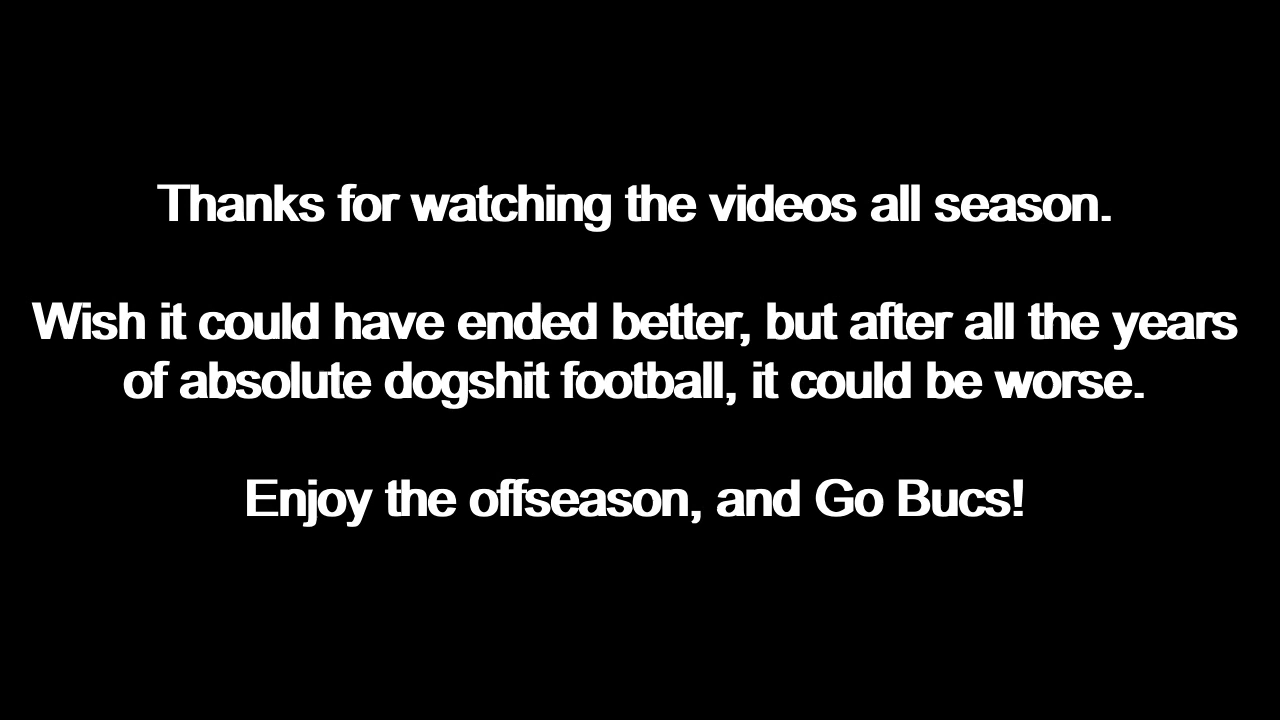 Thanks for watching the videos all season.
Wish it could have ended better, but after all the years
of absolute dogshit football, it could be worse.
Enjoy the offseason, and Go Bucs!